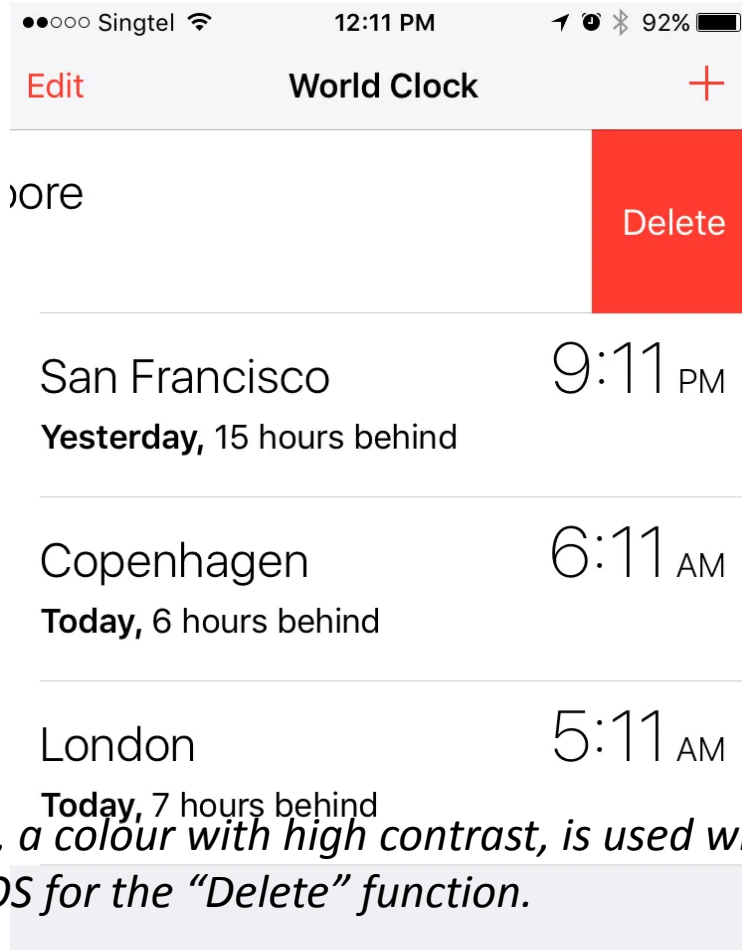 Singtel 12:11 PM 92%
Edit World Clock +
ore Delete
San Francisco 9:11 PM
Yesterday, 15 hours behind
Copenhagen 6:11 AM
Today, 6 hours behind
London 5:11 AM
Today, 7 hours behind
. a colour with high contrast, is used w
OS for the “Delete” function.